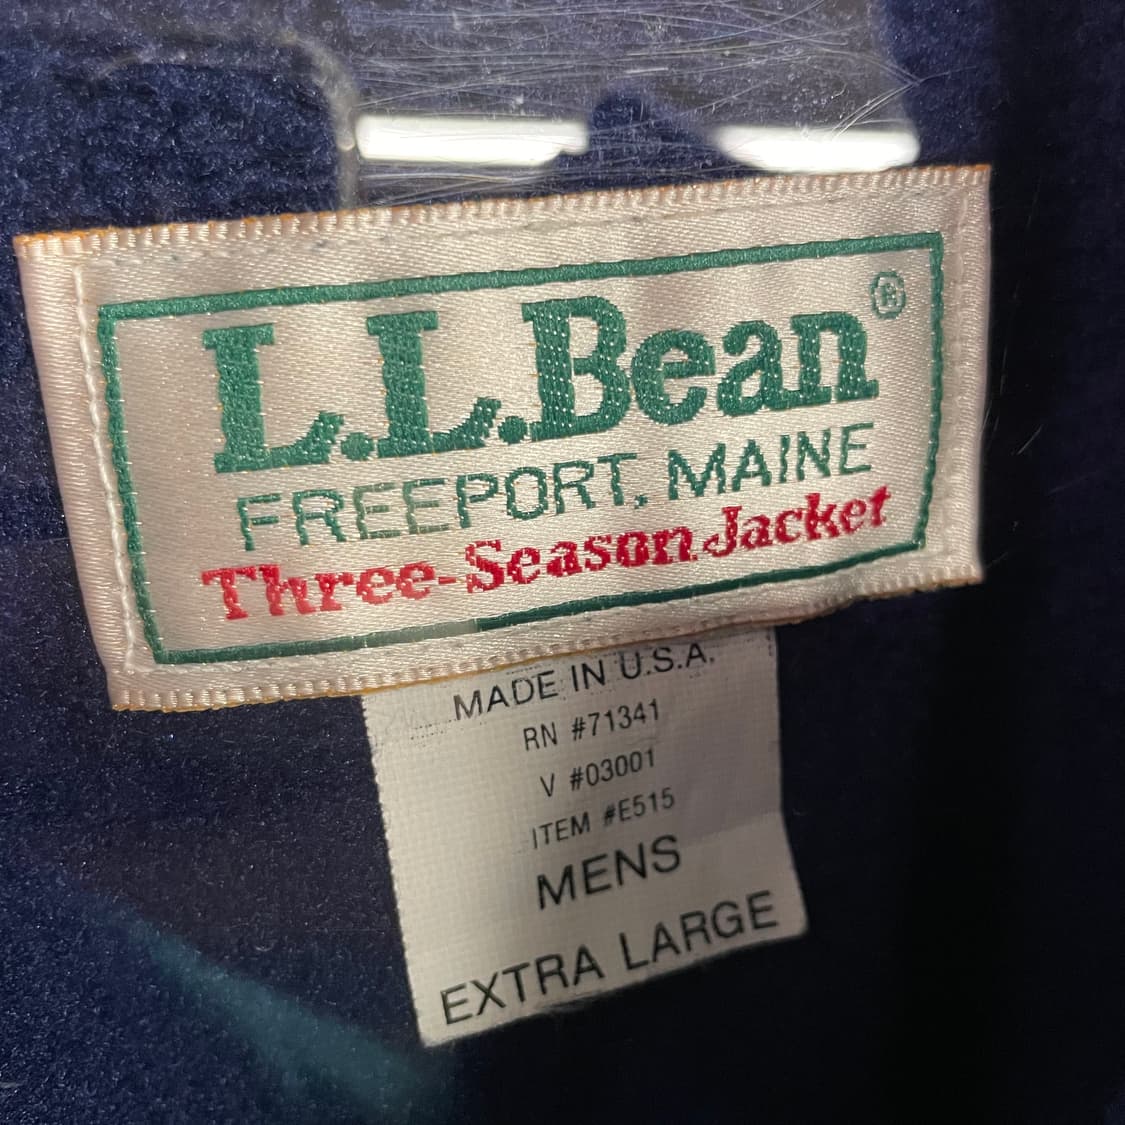 L.L.Bean®
FREEPORT, MAINE
Three-Season Jacket
MADE IN U.S.A.
RN #71341
V #03001
ITEM #E515
MENS
EXTRA LARGE